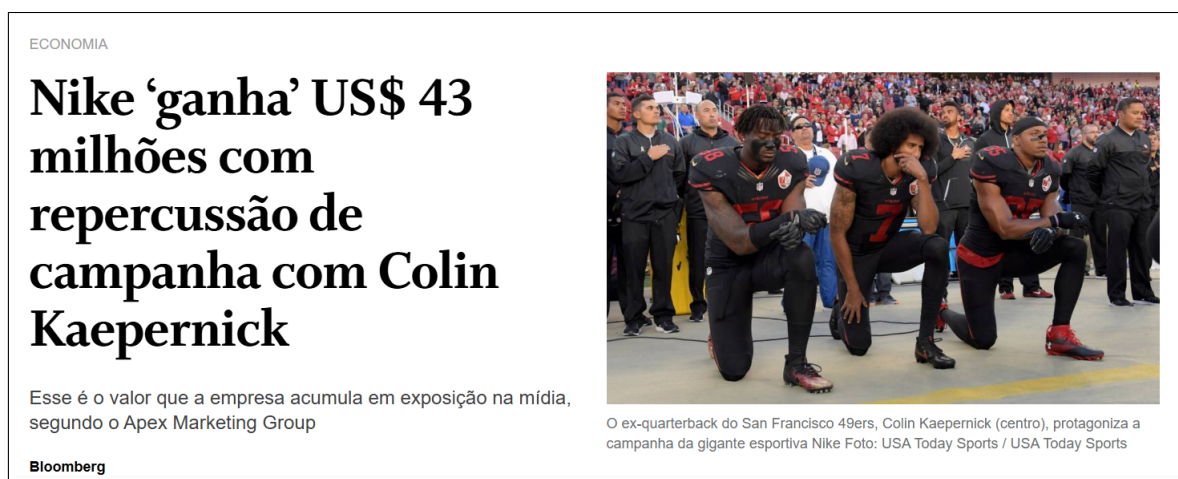 ECONOMIA
Nike ‘ganha’ US$ 43
milhões com
repercussão de
campanha com Colin
Kaepernick
Esse é o valor que a empresa acumula em exposição na mídia,
segundo o Apex Marketing Group
Bloomberg
7
O ex-quarterback do San Francisco 49ers, Colin Kaepernick (centro), protagoniza a
campanha da gigante esportiva Nike Foto: USA Today Sports / USA Today Sports